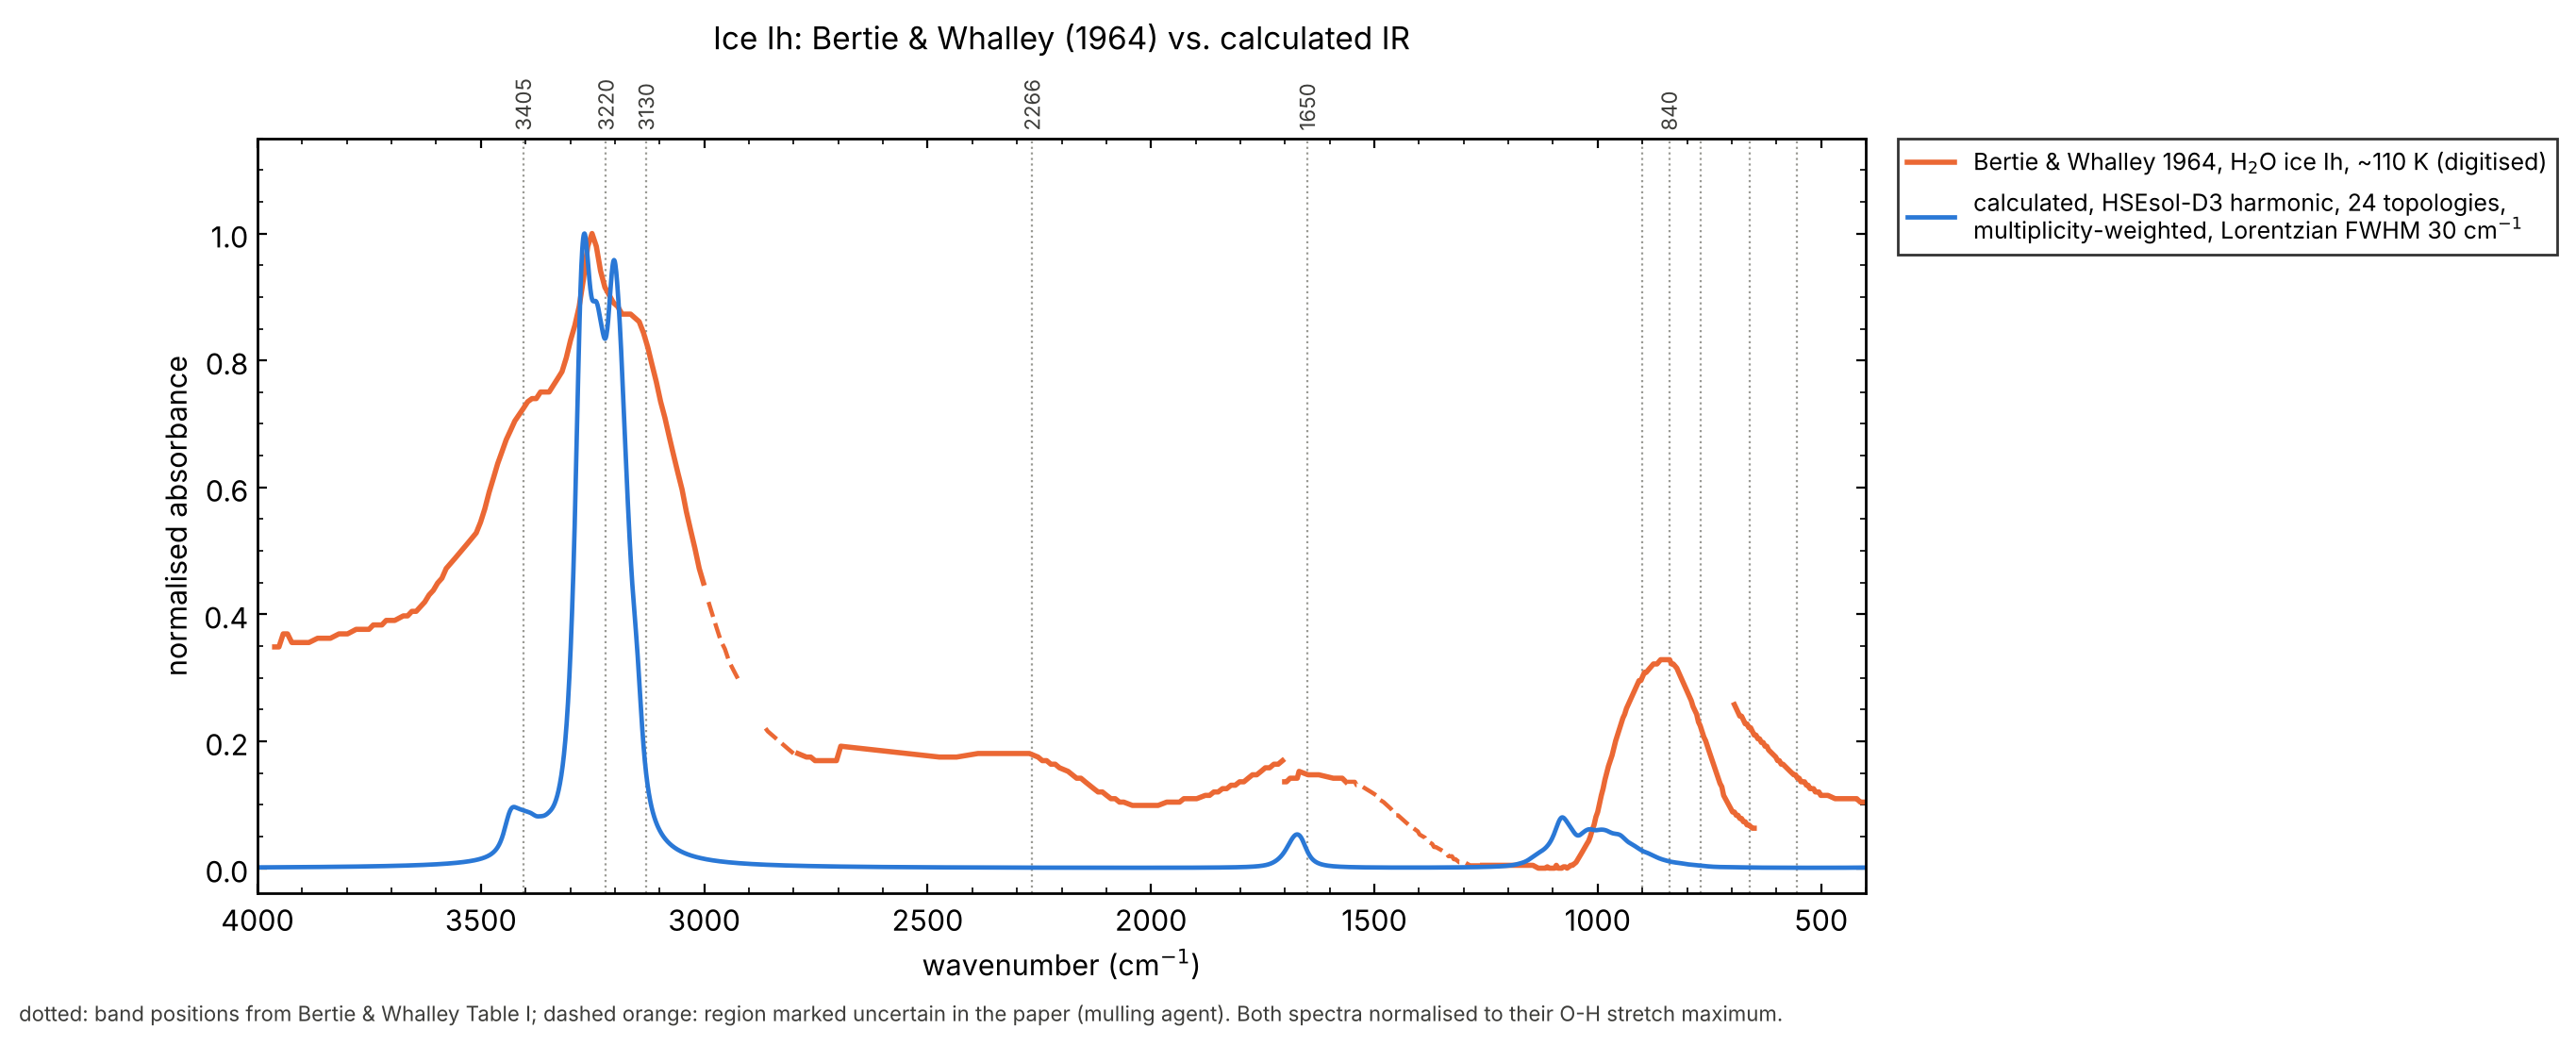 Ice Ih: Bertie & Whalley (1964) vs. calculated IR
3405
3220
3130
2266
1650
840
Bertie & Whalley 1964, H₂O ice Ih, ~110 K (digitised)
calculated, HSEsol-D3 harmonic, 24 topologies,
multiplicity-weighted, Lorentzian FWHM 30 cm⁻¹
normalised absorbance
1.0
0.8
0.6
0.4
0.2
0.0
4000 3500 3000 2500 2000 1500 1000 500
wavenumber (cm⁻¹)
dotted: band positions from Bertie & Whalley Table I; dashed orange: region marked uncertain in the paper (mulling agent). Both spectra normalised to their O-H stretch maximum.